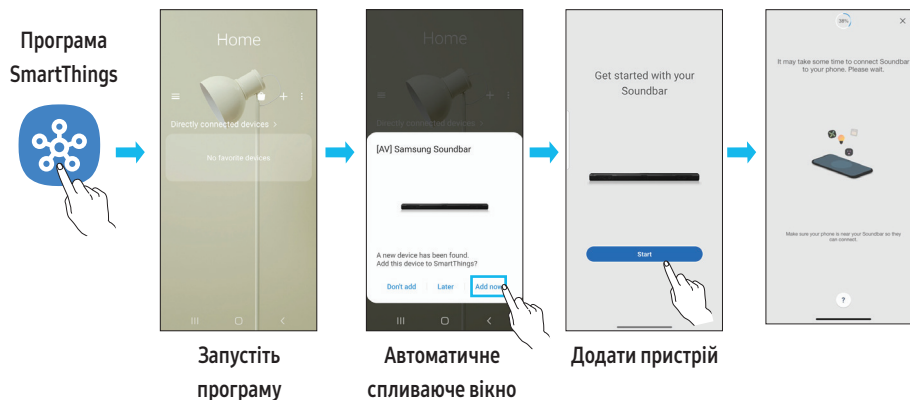 Програма
SmartThings
Home
Directly connected devices >
No favorite devices
Запустіть
програму
Home
Directly connected devices >
[AV] Samsung Soundbar
A new device has been found.
Add this device to SmartThings?
Don't add Later Add now
Автоматичне
спливаюче вікно
Get started with your
Soundbar
Start
Додати пристрій
38%
It may take some time to connect Soundbar
to your phone. Please wait.
Make sure your phone is near your Soundbar so they
can connect.
?